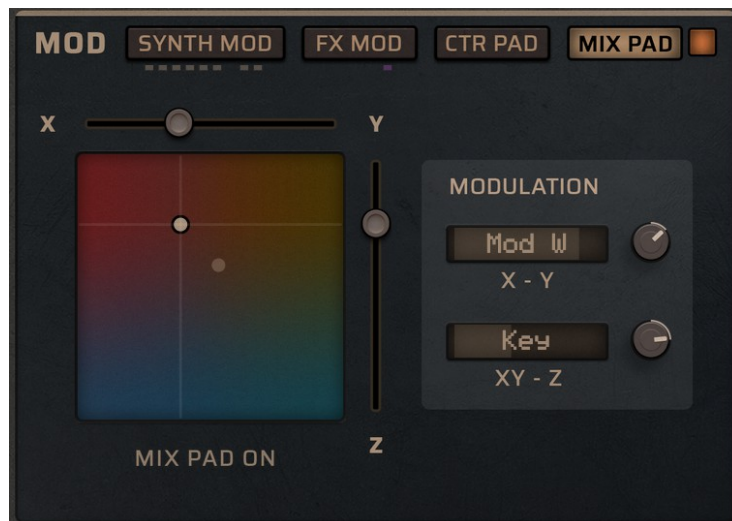 MOD SYNTH MOD FX MOD CTR PAD MIX PAD
X Y
MODULATION
Mod W
X - Y
Key
XY - Z
Z
MIX PAD ON